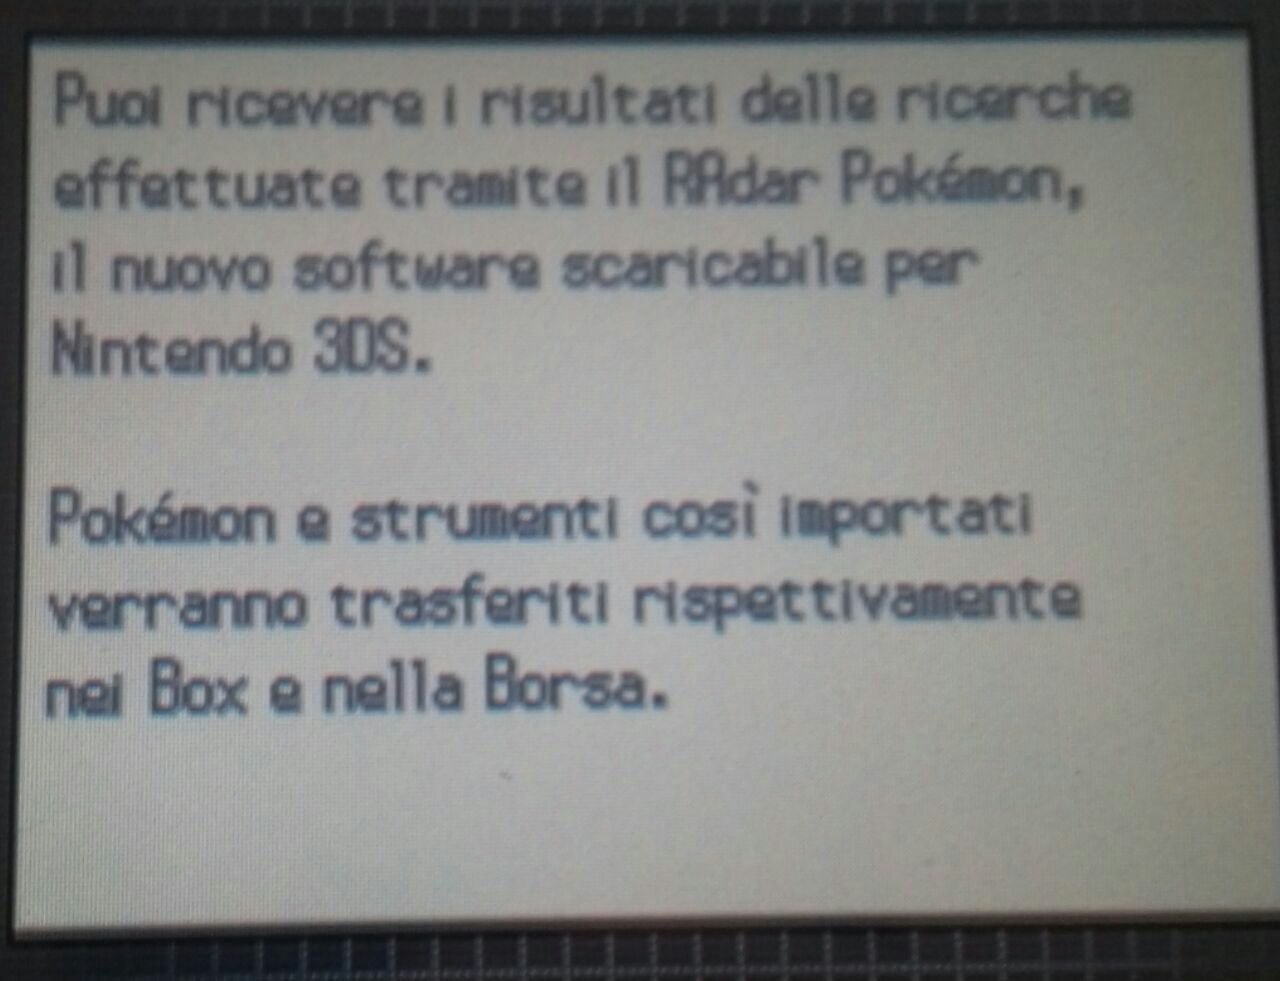 Puoi ricevere i risultati delle ricerche
effettuate tramite il RAdar Pokémon,
il nuovo software scaricabile per
Nintendo 3DS.
Pokémon e strumenti così importati
verranno trasferiti rispettivamente
nei Box e nella Borsa.